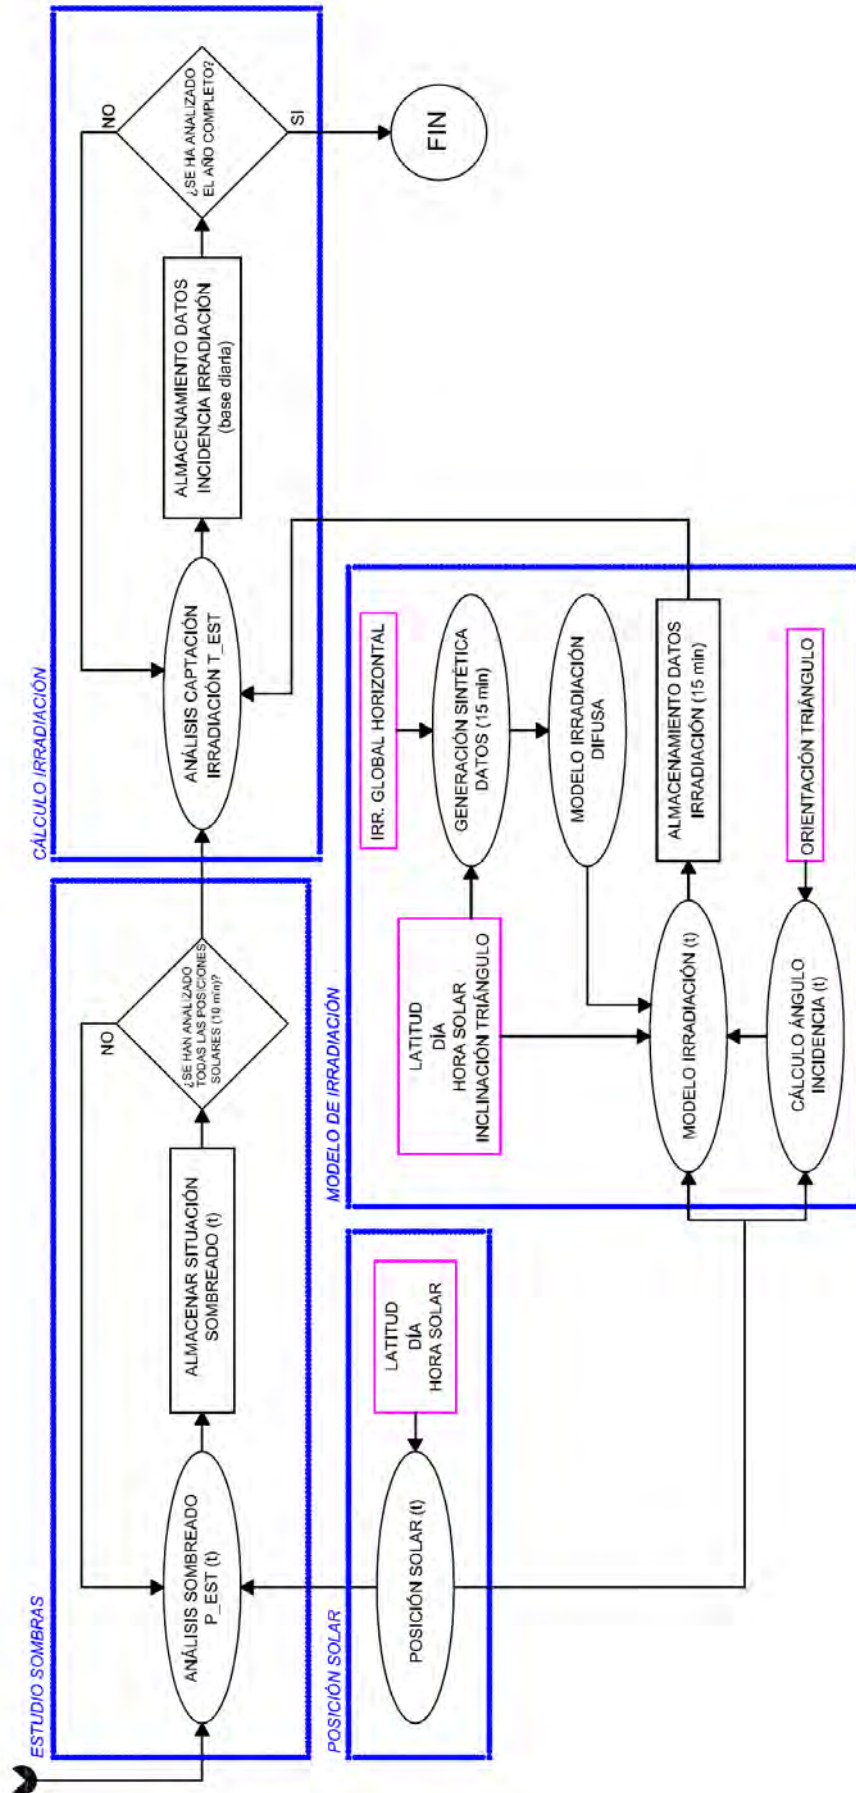 ESTUDIO SOMBRAS
ANÁLISIS SOMBREADO
P_EST (t)
ALMACENAR SITUACIÓN
SOMBREADO (t)
¿SE HAN ANALIZADO
TODAS LAS POSICIONES
SOLARES (10 min)?
NO
CÁLCULO IRRADIACIÓN
ANÁLISIS CAPTACIÓN
IRRADIACIÓN T_EST
ALMACENAMIENTO DATOS
INCIDENCIA IRRADIACIÓN
(base diaria)
¿SE HA ANALIZADO
EL AÑO COMPLETO?
NO
SI
FIN
POSICIÓN SOLAR
POSICIÓN SOLAR (t)
LATITUD
DÍA
HORA SOLAR
MODELO DE IRRADIACIÓN
LATITUD
DÍA
HORA SOLAR
INCLINACIÓN TRIÁNGULO
IRR. GLOBAL HORIZONTAL
GENERACIÓN SINTÉTICA
DATOS (15 min)
MODELO IRRADIACIÓN
DIFUSA
MODELO IRRADIACIÓN (t)
ALMACENAMIENTO DATOS
IRRADIACIÓN (15 min)
CÁLCULO ÁNGULO
INCIDENCIA (t)
ORIENTACIÓN TRIÁNGULO